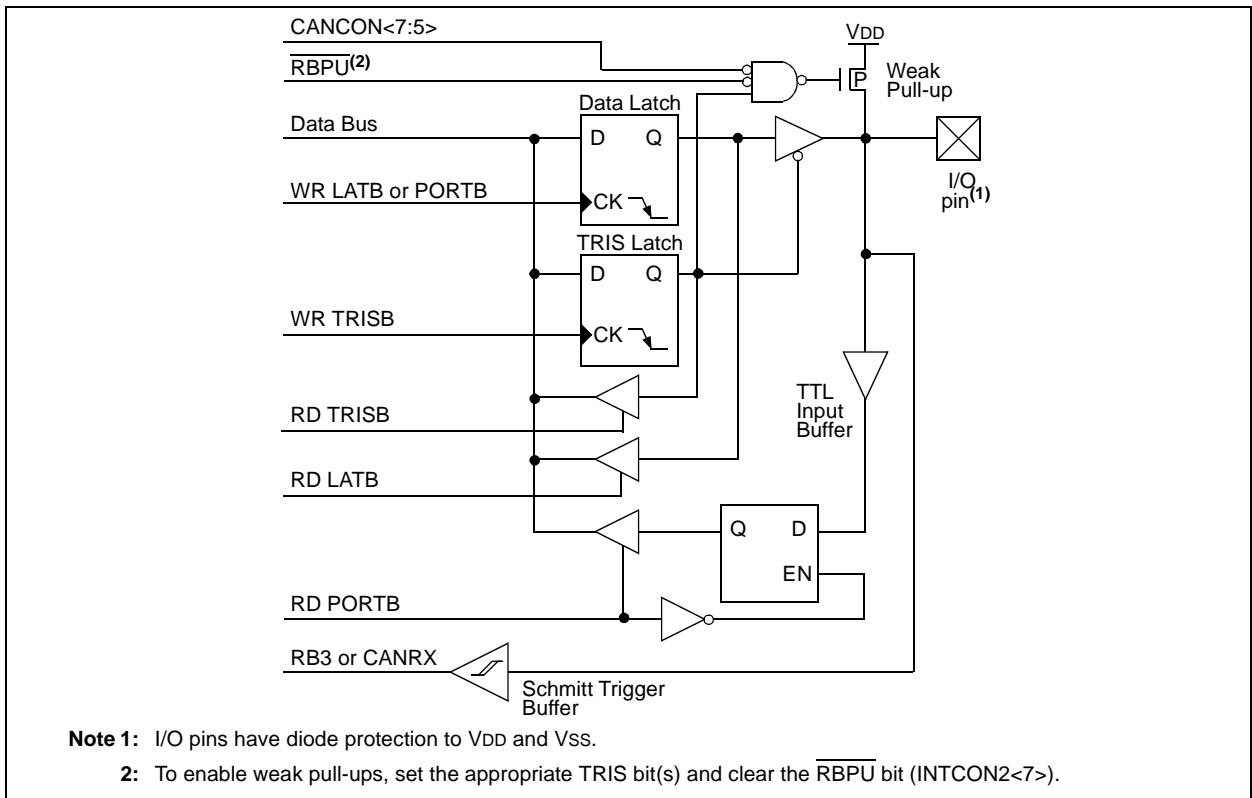 CANCON<7:5>
RBPU(2)
VDD
P
Weak
Pull-up
Data Latch
Data Bus
D Q
WR LATB or PORTB
CK
I/O
pin(1)
TRIS Latch
D Q
WR TRISB
CK
TTL
Input
Buffer
RD TRISB
RD LATB
Q D
EN
RD PORTB
RB3 or CANRX
Schmitt Trigger
Buffer
Note 1: I/O pins have diode protection to VDD and VSS.
2: To enable weak pull-ups, set the appropriate TRIS bit(s) and clear the RBPU bit (INTCON2<7>).